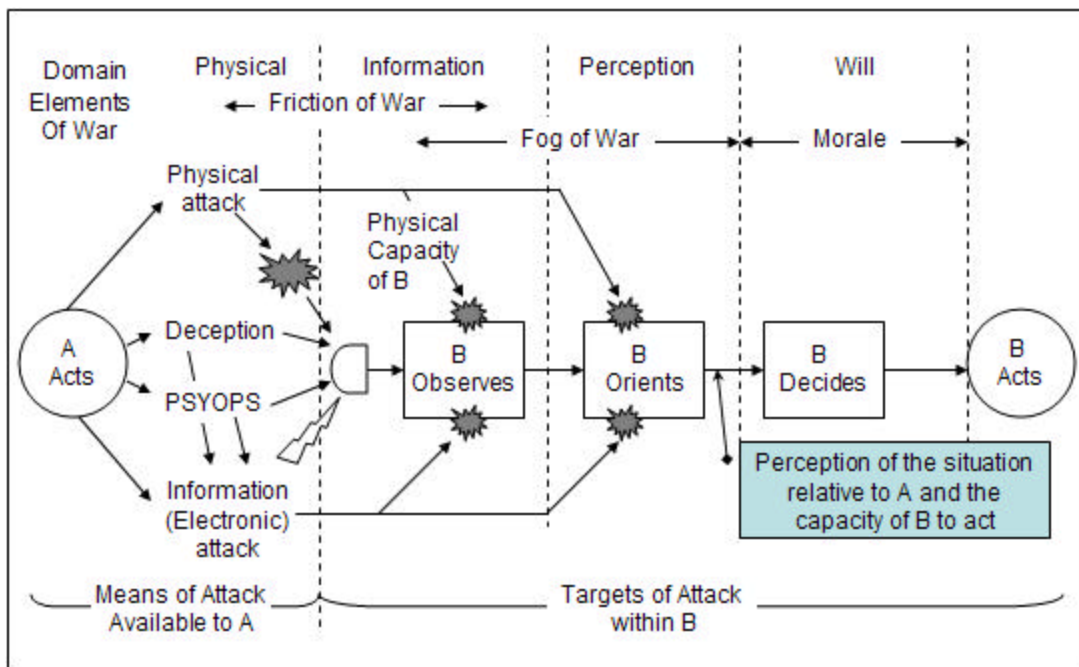 Domain
Elements
Of War
Physical
Information
Perception
Will
Friction of War
Fog of War
Morale
Physical
attack
Physical
Capacity
of B
A
Acts
Deception
PSYOPS
B
Observes
B
Orients
B
Decides
B
Acts
Information
(Electronic)
attack
Perception of the situation
relative to A and the
capacity of B to act
Means of Attack
Available to A
Targets of Attack
within B